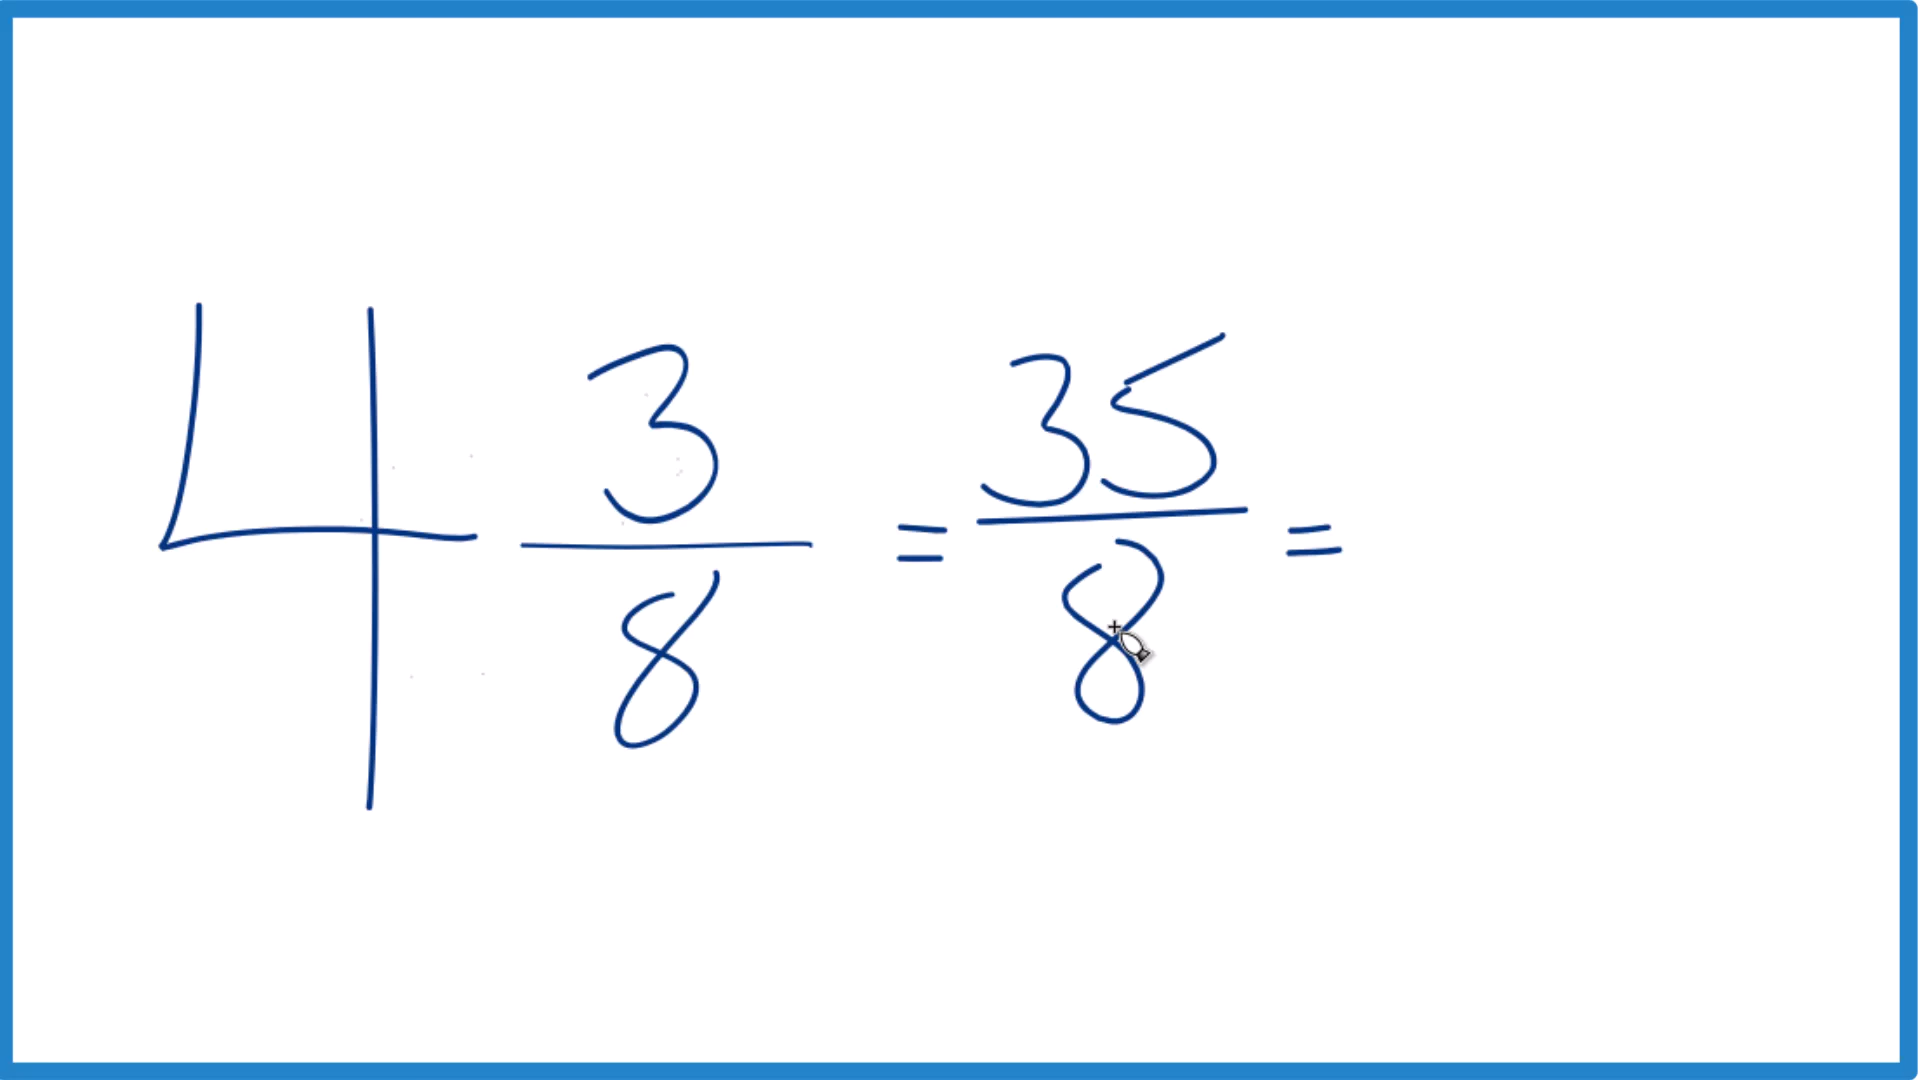 4 3/8 = 35/8 =